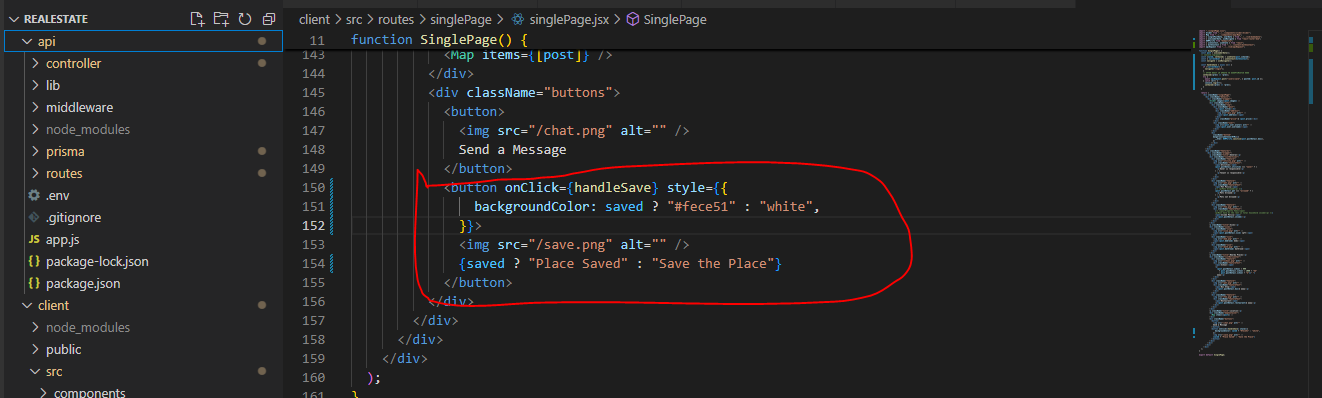 REALESTATE
api
controller
lib
middleware
node_modules
prisma
routes
.env
.gitignore
JS app.js
{} package-lock.json
{} package.json
client
node_modules
public
src
components
client > src > routes > singlePage > singlePage.jsx > SinglePage
11 function SinglePage() {
143 <Map items={[post]} />
144 </div>
145 <div className="buttons">
146 <button>
147 <img src="/chat.png" alt="" />
148 Send a Message
149 </button>
150 <button onClick={handleSave} style={{
151 backgroundColor: saved ? "#fece51" : "white",
152 }}>
153 <img src="/save.png" alt="" />
154 {saved ? "Place Saved" : "Save the Place"}
155 </button>
156 </div>
157 </div>
158 </div>
159 </div>
160 );
161 }